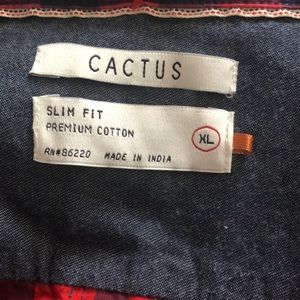 CACTUS
SLIM FIT
PREMIUM COTTON
XL
RN#86220 MADE IN INDIA